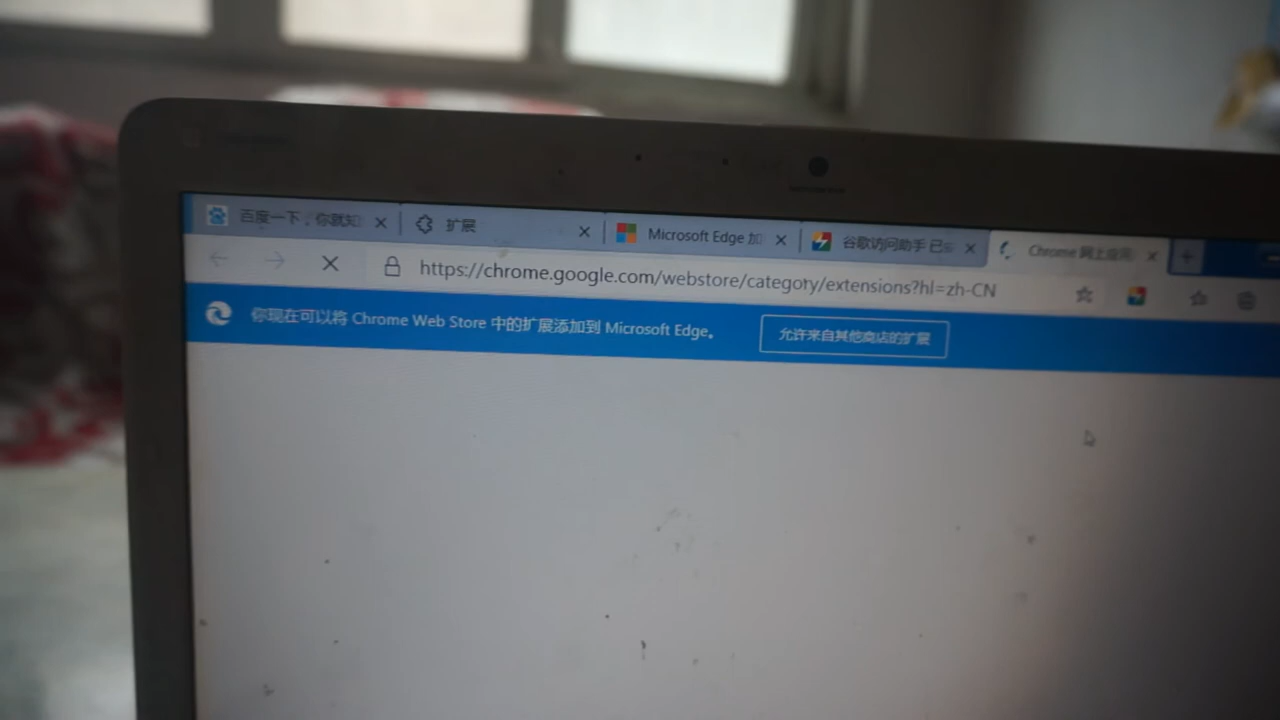 百度一下，你就知
扩展
Microsoft Edge 加
谷歌访问助手 已
Chrome 网上应用
https://chrome.google.com/webstore/category/extensions?hl=zh-CN
你现在可以将 Chrome Web Store 中的扩展添加到 Microsoft Edge。
允许来自其他商店的扩展